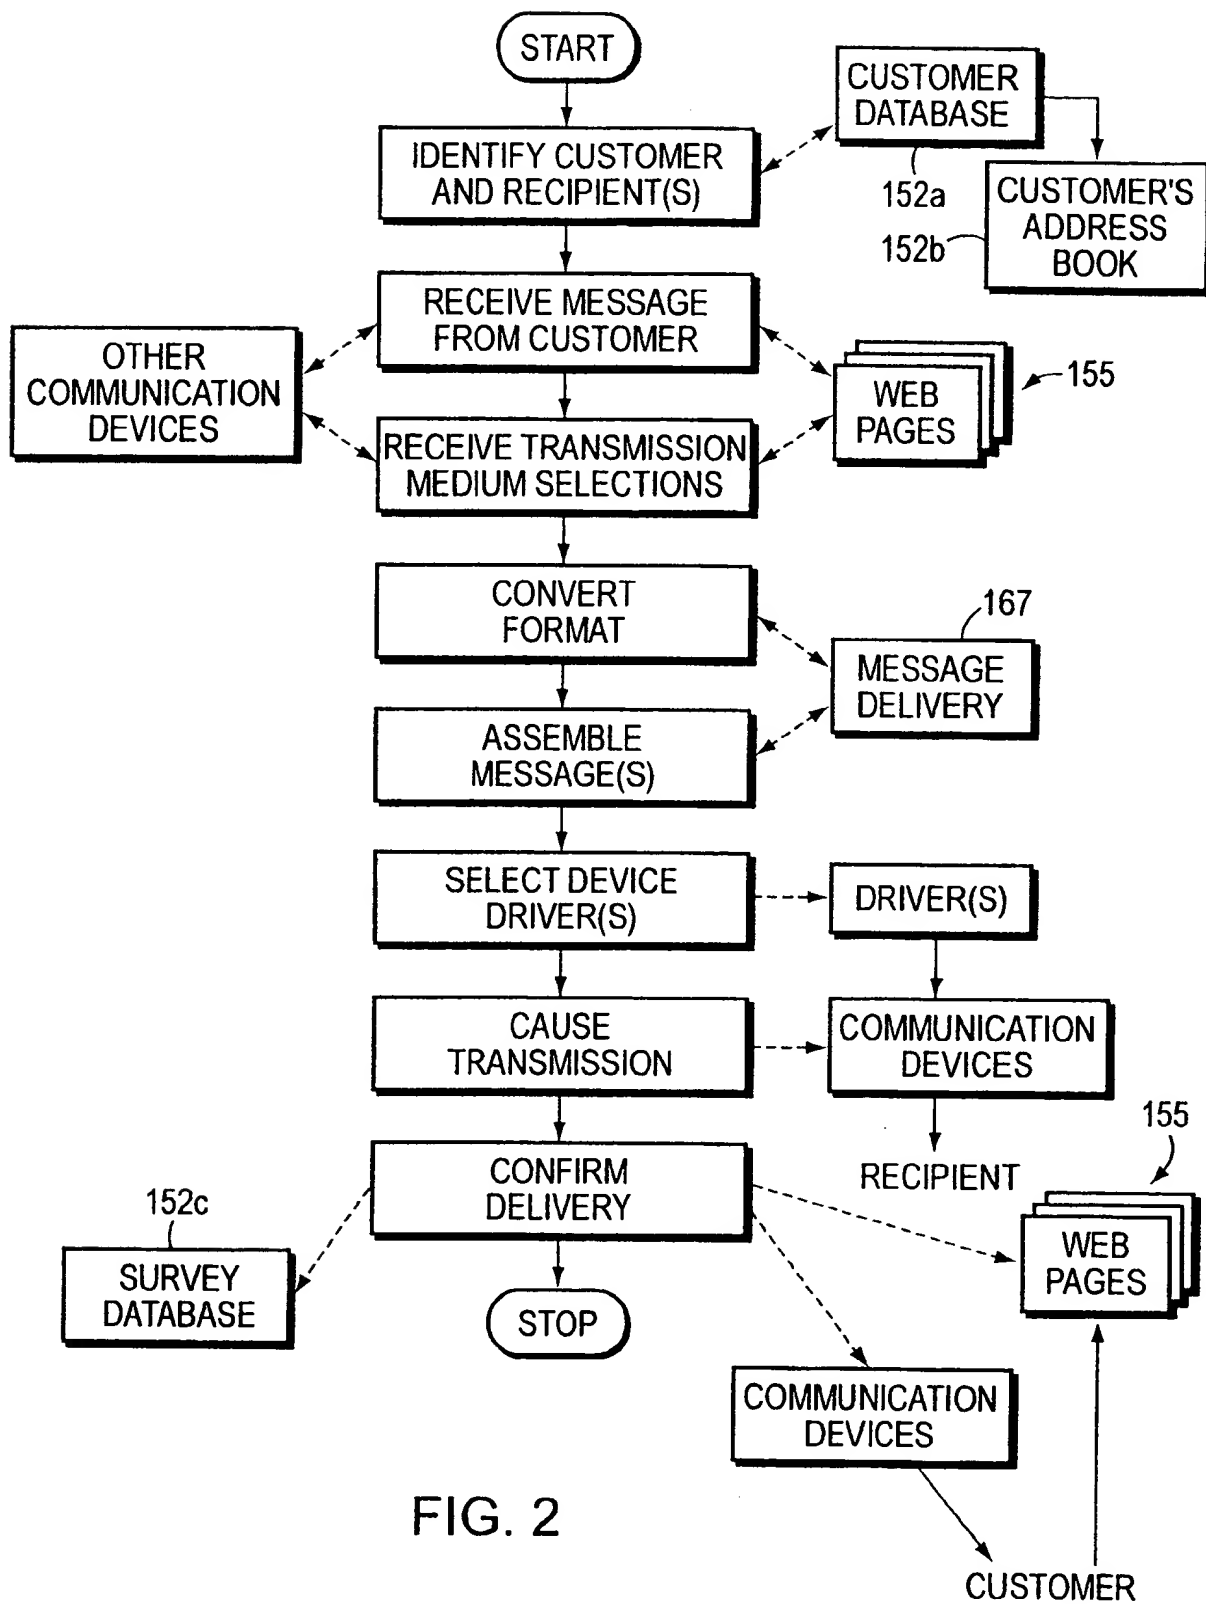 START
CUSTOMER
DATABASE
IDENTIFY CUSTOMER
AND RECIPIENT(S)
152a
152b
CUSTOMER'S
ADDRESS
BOOK
RECEIVE MESSAGE
FROM CUSTOMER
OTHER
COMMUNICATION
DEVICES
WEB
PAGES
155
RECEIVE TRANSMISSION
MEDIUM SELECTIONS
CONVERT
FORMAT
167
MESSAGE
DELIVERY
ASSEMBLE
MESSAGE(S)
SELECT DEVICE
DRIVER(S)
DRIVER(S)
CAUSE
TRANSMISSION
COMMUNICATION
DEVICES
RECIPIENT
155
CONFIRM
DELIVERY
152c
SURVEY
DATABASE
WEB
PAGES
STOP
COMMUNICATION
DEVICES
FIG. 2
CUSTOMER